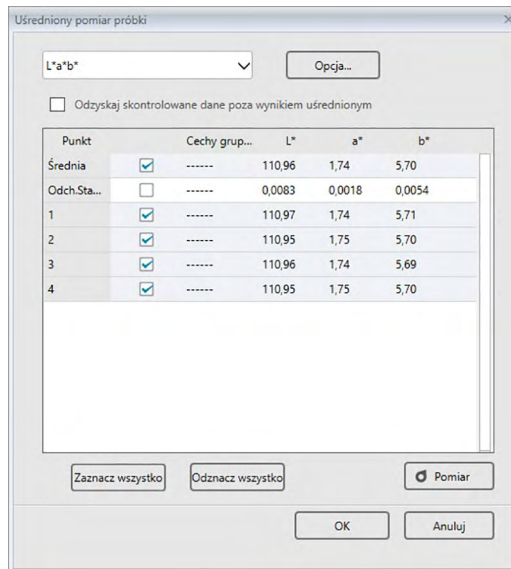 Uśredniony pomiar próbki
L*a*b*
Opcja...
Odzyskaj skontrolowane dane poza wynikiem uśrednionym
Punkt Cechy grup... L* a* b*
Średnia ------ 110,96 1,74 5,70
Odch.Sta... ------ 0,0083 0,0018 0,0054
1 ------ 110,97 1,74 5,71
2 ------ 110,95 1,75 5,70
3 ------ 110,96 1,74 5,69
4 ------ 110,95 1,75 5,70
Zaznacz wszystko Odznacz wszystko Pomiar
OK Anuluj